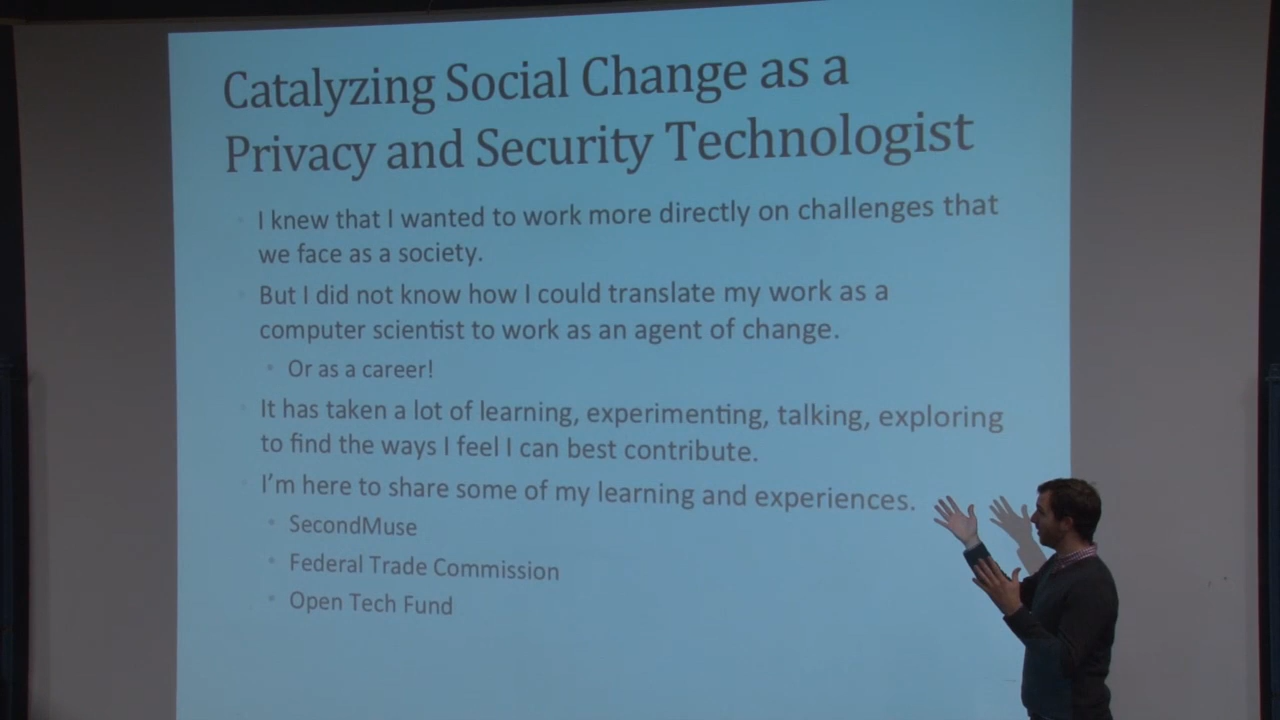 Catalyzing Social Change as a
Privacy and Security Technologist
I knew that I wanted to work more directly on challenges that
we face as a society.
But I did not know how I could translate my work as a
computer scientist to work as an agent of change.
Or as a career!
It has taken a lot of learning, experimenting, talking, exploring
to find the ways I feel I can best contribute.
I'm here to share some of my learning and experiences.
SecondMuse
Federal Trade Commission
Open Tech Fund